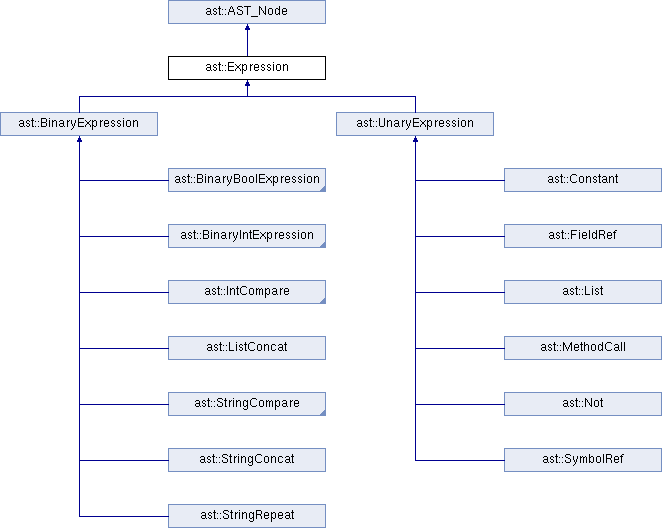 ast::AST_Node
ast::Expression
ast::BinaryExpression
ast::UnaryExpression
ast::BinaryBoolExpression
ast::Constant
ast::BinaryIntExpression
ast::FieldRef
ast::IntCompare
ast::List
ast::ListConcat
ast::MethodCall
ast::StringCompare
ast::Not
ast::StringConcat
ast::SymbolRef
ast::StringRepeat